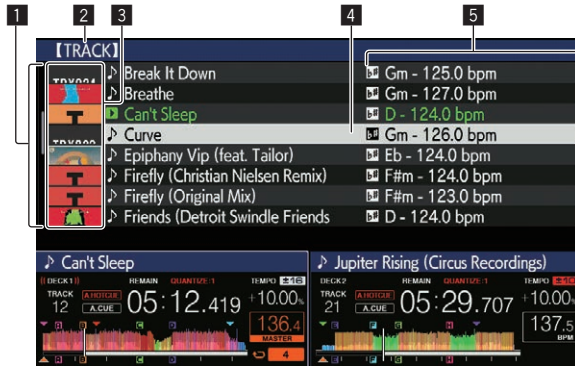 1 2 3 4 5
【TRACK】
♪ Break It Down Gm - 125.0 bpm
♪ Breathe Gm - 127.0 bpm
Can't Sleep D - 124.0 bpm
♪ Curve Gm - 126.0 bpm
♪ Epiphany Vip (feat. Tailor) Eb - 124.0 bpm
♪ Firefly (Christian Nielsen Remix) F#m - 124.0 bpm
♪ Firefly (Original Mix) F#m - 123.0 bpm
♪ Friends (Detroit Swindle Friends D - 124.0 bpm
♪ Can't Sleep
DECK1 REMAIN QUANTIZE:1 TEMPO ±16
TRACK 12 A.HOTCUE A.CUE 05:12.419 +10.00%
136.4
MASTER
4
♪ Jupiter Rising (Circus Recordings)
DECK2 REMAIN QUANTIZE:1 TEMPO
TRACK 21 A.HOTCUE A.CUE 05:29.707 +10.00
137.5
BPM